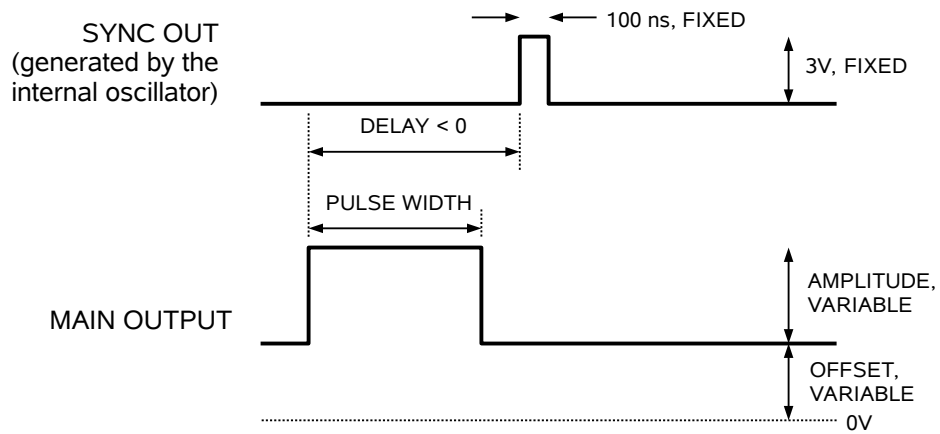 100 ns, FIXED
SYNC OUT
(generated by the
internal oscillator)
3V, FIXED
DELAY < 0
PULSE WIDTH
AMPLITUDE,
VARIABLE
MAIN OUTPUT
OFFSET,
VARIABLE
0V